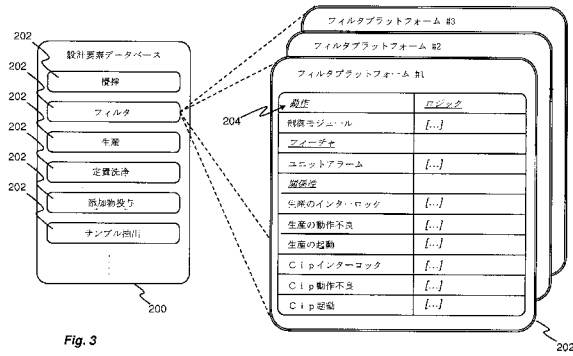 202
202
202
202
202
202
設計要素データベース
攪拌
フィルタ
生産
定置洗浄
添加物投与
サンプル抽出
200
フィルタプラットフォーム #3
フィルタプラットフォーム #2
フィルタプラットフォーム #1
204
動作 ロジック
制御モジュール [...]
フィーチャ
ユニットアラーム [...]
関係性
生産のインターロック [...]
生産の動作不良 [...]
生産の起動 [...]
Cipインターロック [...]
Cip動作不良 [...]
Cip起動 [...]
202
Fig. 3